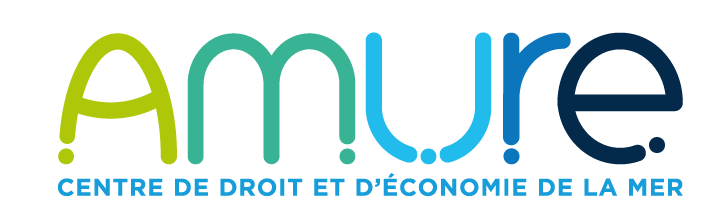 AMURE
CENTRE DE DROIT ET D'ÉCONOMIE DE LA MER